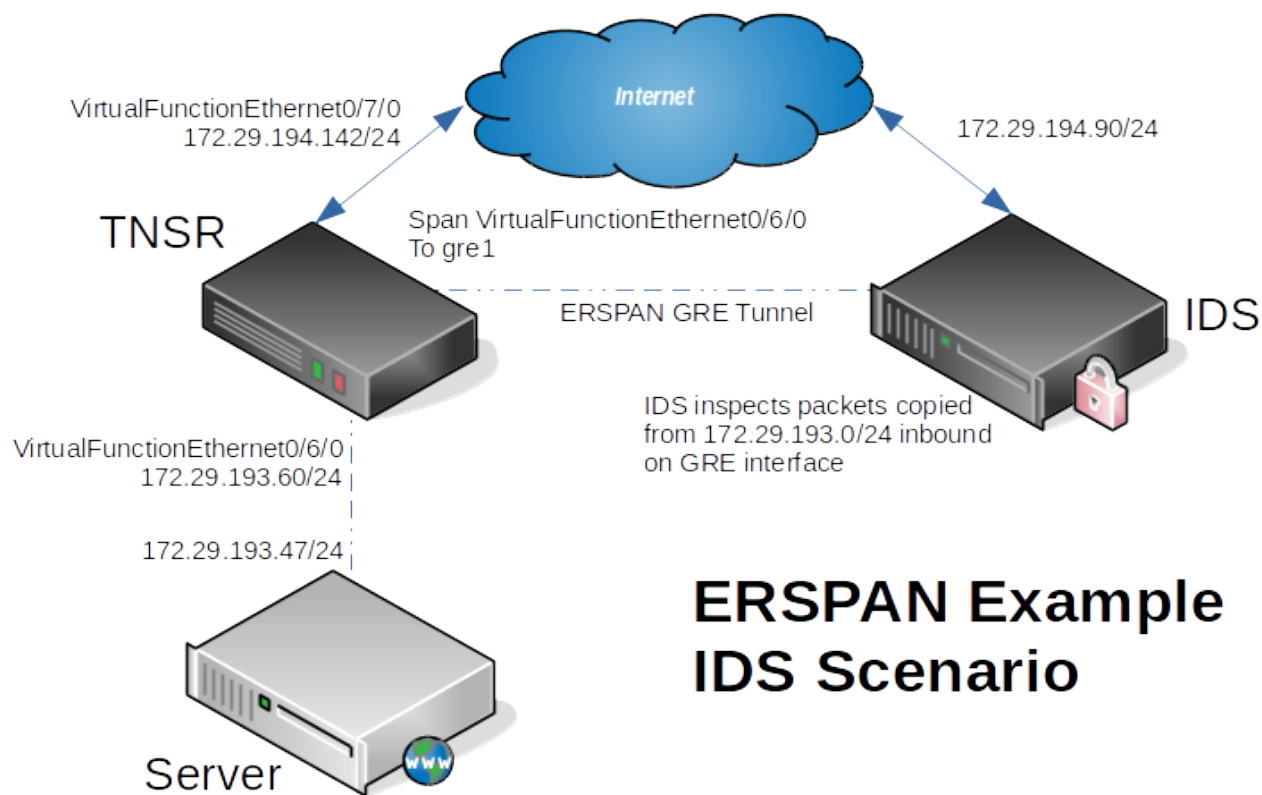 Internet
VirtualFunctionEthernet0/7/0
172.29.194.142/24
172.29.194.90/24
TNSR
Span VirtualFunctionEthernet0/6/0
To gre1
ERSPAN GRE Tunnel
IDS
IDS inspects packets copied
from 172.29.193.0/24 inbound
on GRE interface
VirtualFunctionEthernet0/6/0
172.29.193.60/24
172.29.193.47/24
ERSPAN Example
IDS Scenario
www
Server